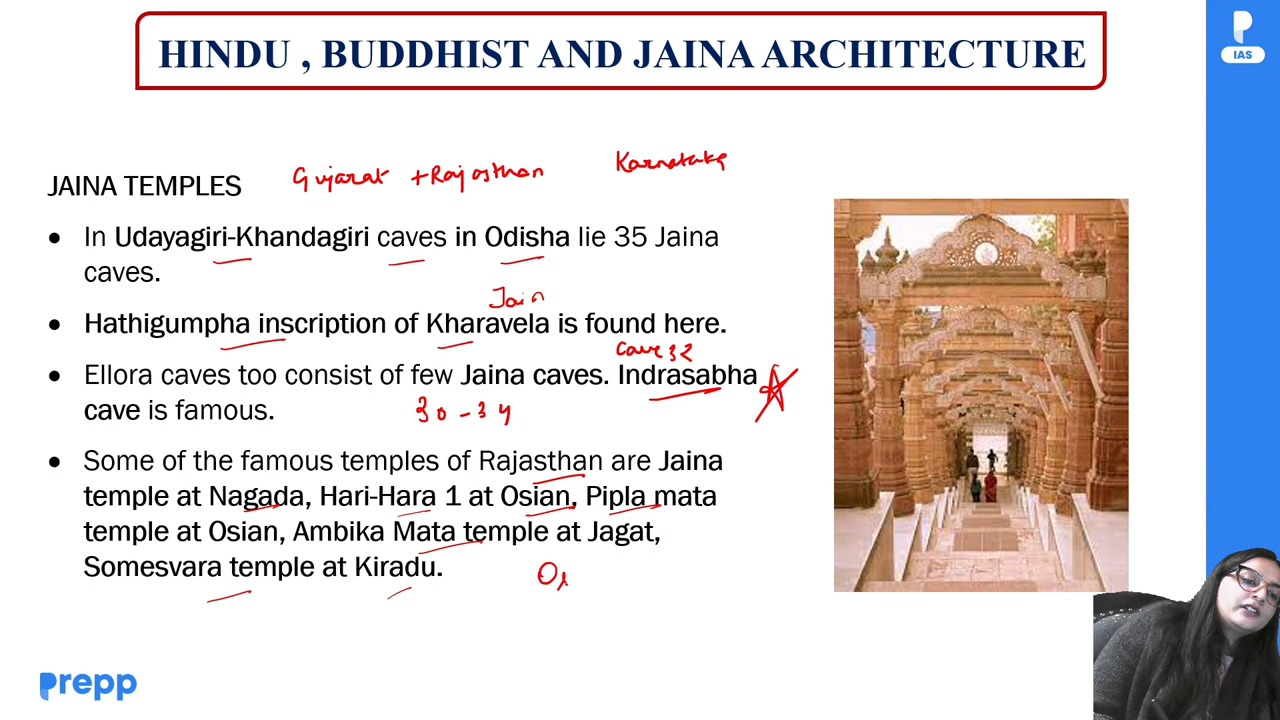 HINDU , BUDDHIST AND JAINA ARCHITECTURE
P
IAS
Gujarat + Rajasthan
Karnataka
JAINA TEMPLES
• In Udayagiri-Khandagiri caves in Odisha lie 35 Jaina
caves.
Jain
• Hathigumpha inscription of Kharavela is found here.
Cave 32
• Ellora caves too consist of few Jaina caves. Indrasabha
cave is famous.
30 - 34
• Some of the famous temples of Rajasthan are Jaina
temple at Nagada, Hari-Hara 1 at Osian, Pipla mata
temple at Osian, Ambika Mata temple at Jagat,
Somesvara temple at Kiradu.
prepp